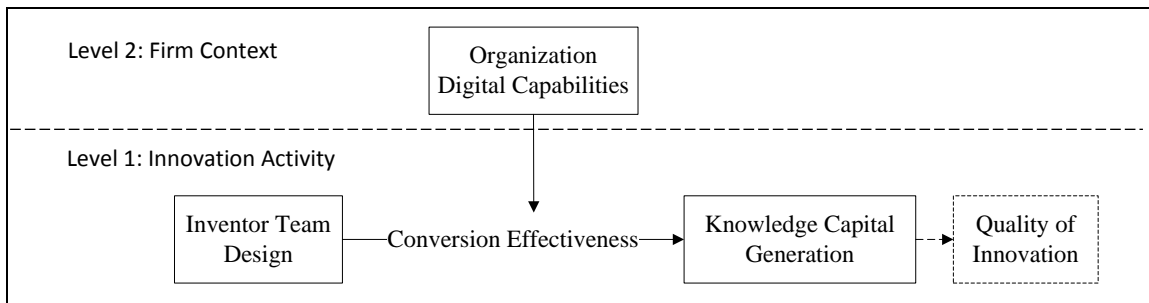 Level 2: Firm Context
Organization
Digital Capabilities
Level 1: Innovation Activity
Inventor Team
Design
Conversion Effectiveness
Knowledge Capital
Generation
Quality of
Innovation